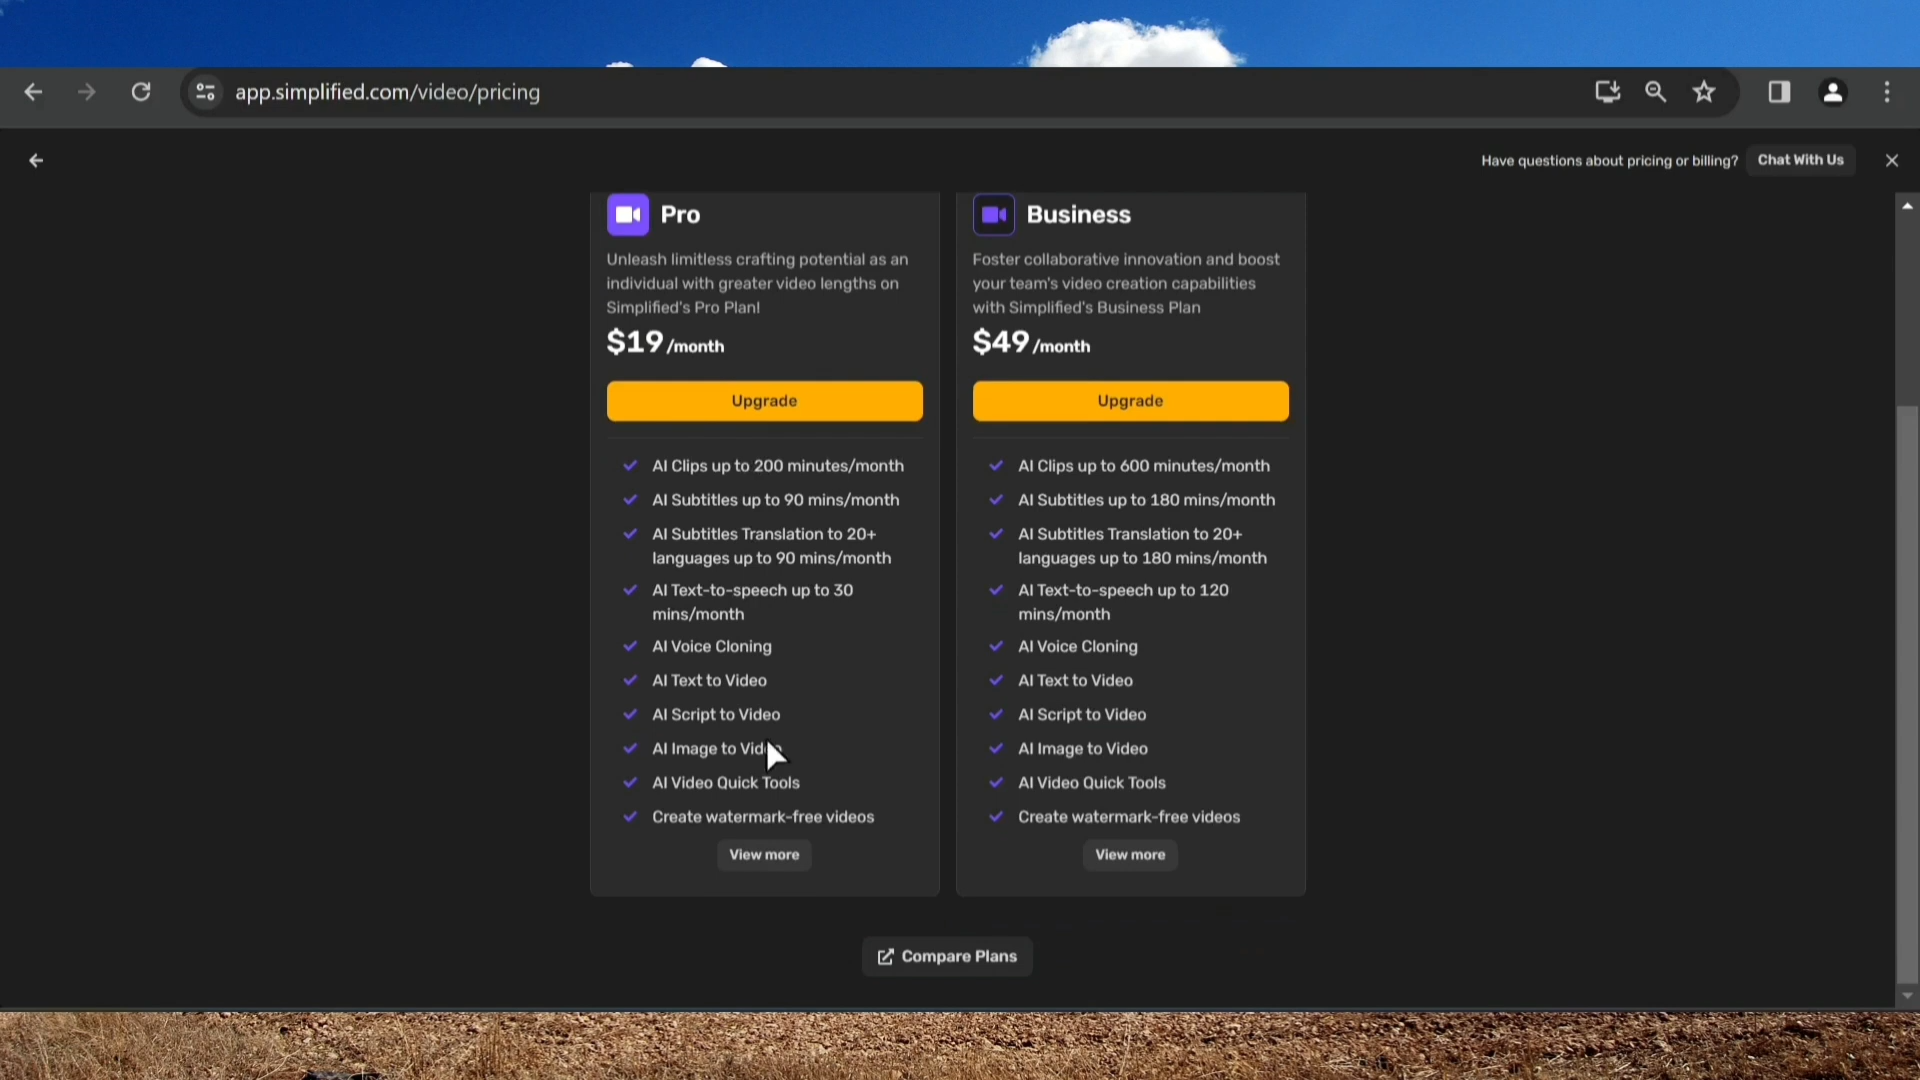 app.simplified.com/video/pricing
Have questions about pricing or billing?
Chat With Us
Pro
Unleash limitless crafting potential as an
individual with greater video lengths on
Simplified's Pro Plan!
$19 /month
Upgrade
AI Clips up to 200 minutes/month
AI Subtitles up to 90 mins/month
AI Subtitles Translation to 20+
languages up to 90 mins/month
AI Text-to-speech up to 30
mins/month
AI Voice Cloning
AI Text to Video
AI Script to Video
AI Image to Video
AI Video Quick Tools
Create watermark-free videos
View more
Business
Foster collaborative innovation and boost
your team's video creation capabilities
with Simplified's Business Plan
$49 /month
Upgrade
AI Clips up to 600 minutes/month
AI Subtitles up to 180 mins/month
AI Subtitles Translation to 20+
languages up to 180 mins/month
AI Text-to-speech up to 120
mins/month
AI Voice Cloning
AI Text to Video
AI Script to Video
AI Image to Video
AI Video Quick Tools
Create watermark-free videos
View more
Compare Plans